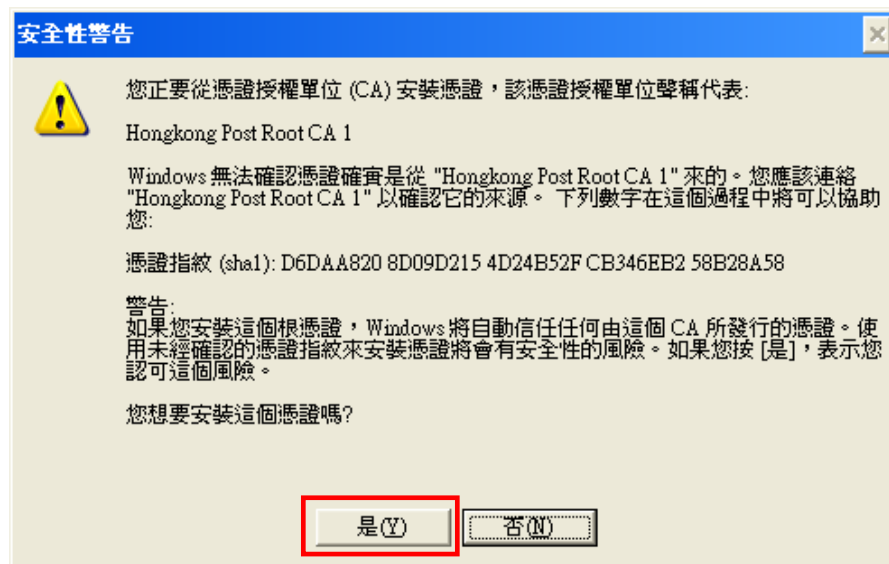 安全性警告
您正要從憑證授權單位 (CA) 安裝憑證，該憑證授權單位聲稱代表:
Hongkong Post Root CA 1
Windows 無法確認憑證確實是從 "Hongkong Post Root CA 1" 來的。您應該連絡
"Hongkong Post Root CA 1" 以確認它的來源。 下列數字在這個過程中將可以協助
您:
憑證指紋 (sha1): D6DAA820 8D09D215 4D24B52F CB346EB2 58B28A58
警告:
如果您安裝這個根憑證，Windows 將自動信任任何由這個 CA 所發行的憑證。使
用未經確認的憑證指紋來安裝憑證將會有安全性的風險。如果您按 [是]，表示您
認可這個風險。
您想要安裝這個憑證嗎?
是(Y) 否(N)